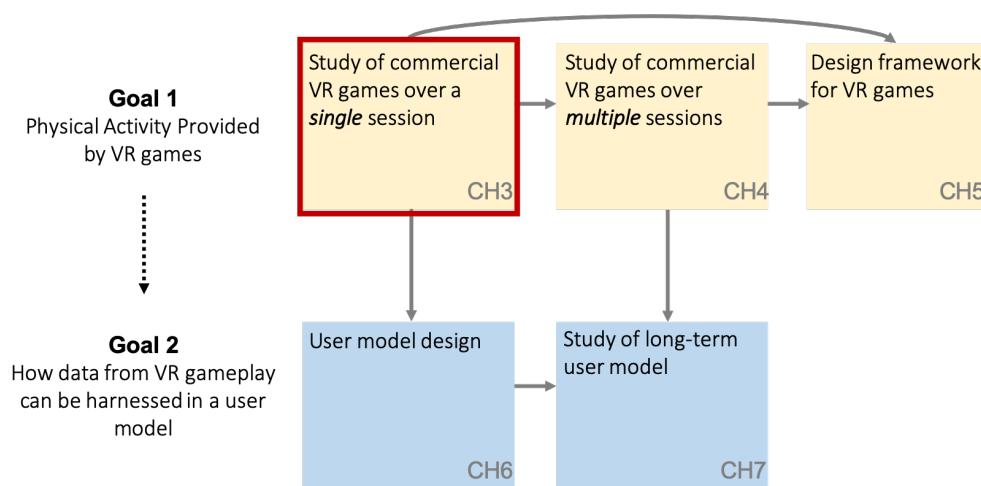 Goal 1
Physical Activity Provided
by VR games
Study of commercial
VR games over a
single session
CH3
Study of commercial
VR games over
multiple sessions
CH4
Design framework
for VR games
CH5
Goal 2
How data from VR gameplay
can be harnessed in a user
model
User model design
CH6
Study of long-term
user model
CH7